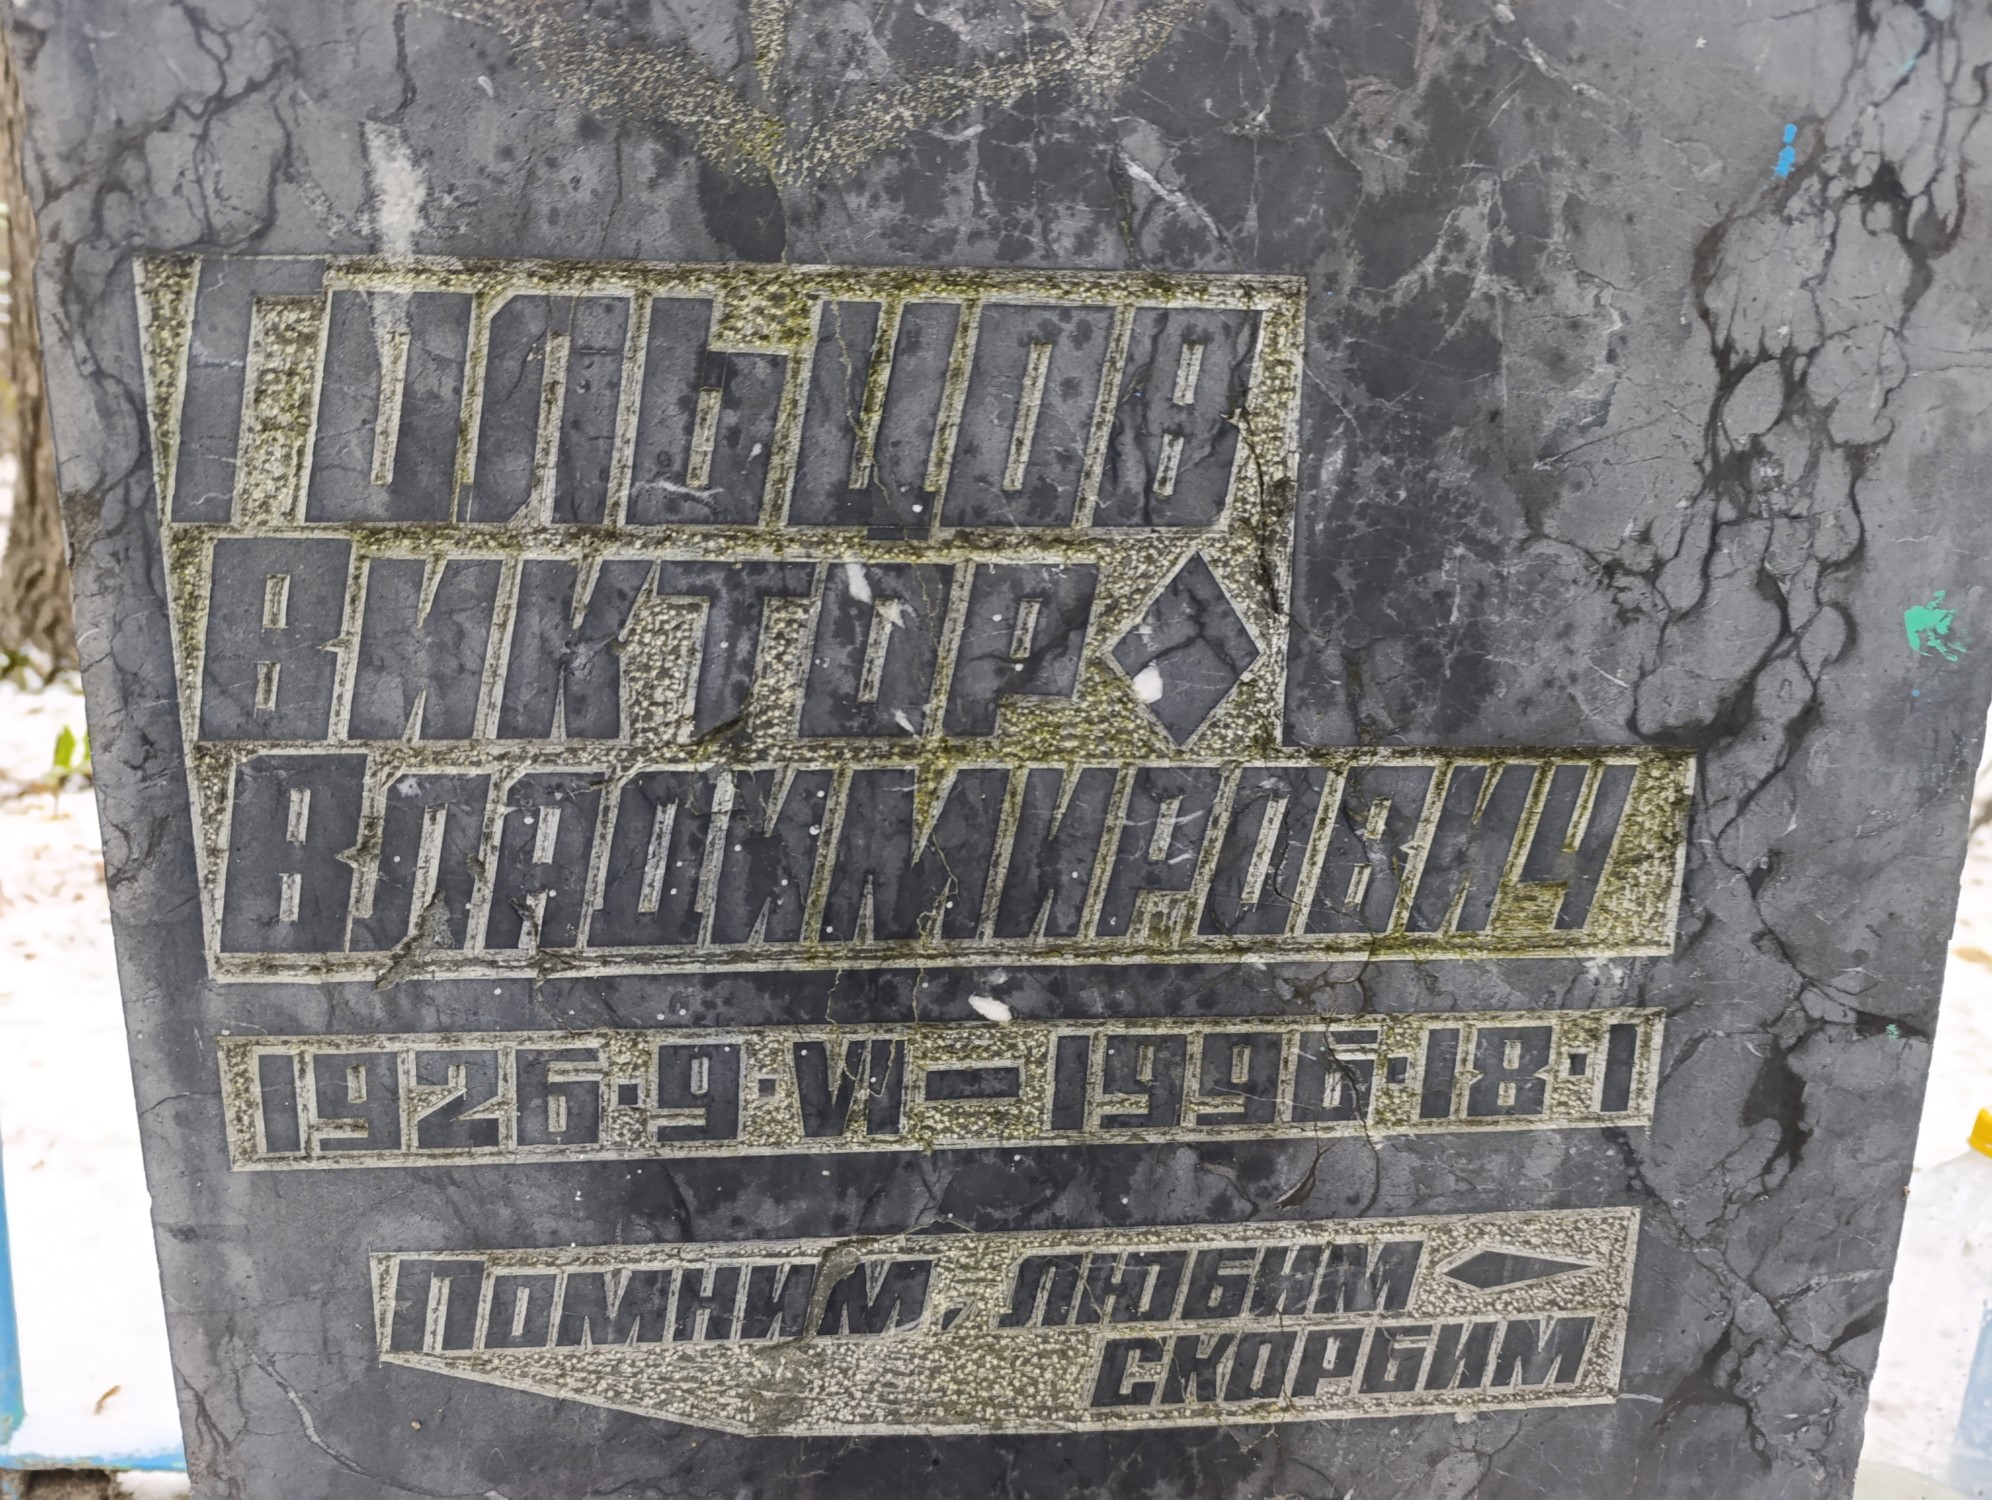 Гольцов
Виктор
Владимирович
1926·9·VI—1996·18·I
Помним, любим
скорбим